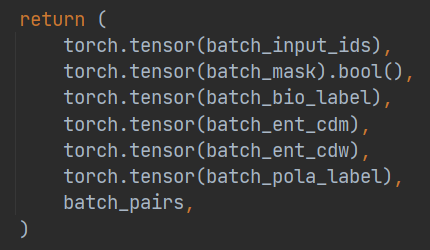 return (
    torch.tensor(batch_input_ids),
    torch.tensor(batch_mask).bool(),
    torch.tensor(batch_bio_label),
    torch.tensor(batch_ent_cdm),
    torch.tensor(batch_ent_cdw),
    torch.tensor(batch_pola_label),
    batch_pairs,
)